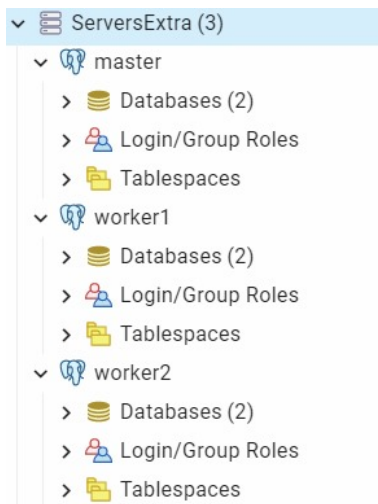 ServersExtra (3)
master
Databases (2)
Login/Group Roles
Tablespaces
worker1
Databases (2)
Login/Group Roles
Tablespaces
worker2
Databases (2)
Login/Group Roles
Tablespaces